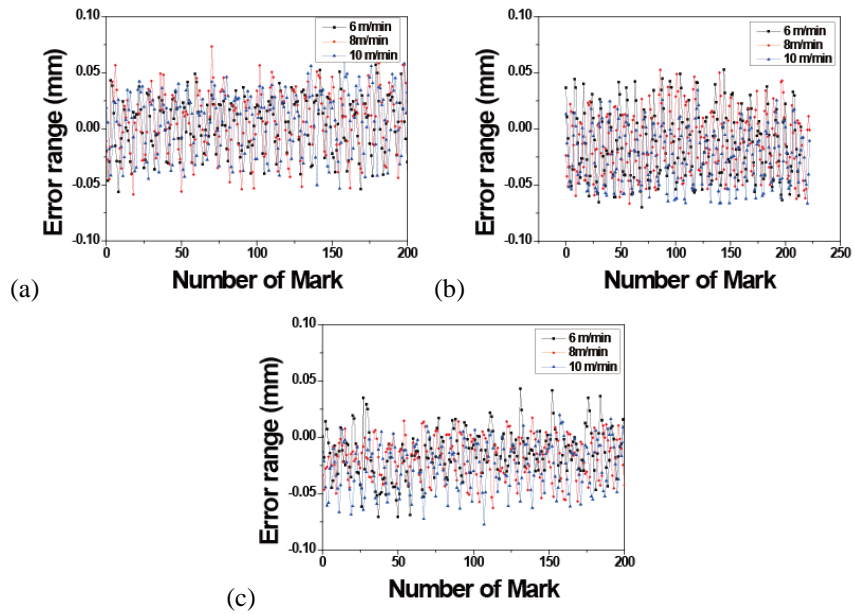 0.10
0.05
0.00
-0.05
-0.10
Error range (mm)
6 m/min
8m/min
10 m/min
0
50
100
150
200
Number of Mark
(a)
0.10
0.05
0.00
-0.05
-0.10
Error range (mm)
6 m/min
8m/min
10 m/min
0
50
100
150
200
250
Number of Mark
(b)
0.10
0.05
0.00
-0.05
-0.10
Error range (mm)
6 m/min
8m/min
10 m/min
0
50
100
150
200
Number of Mark
(c)